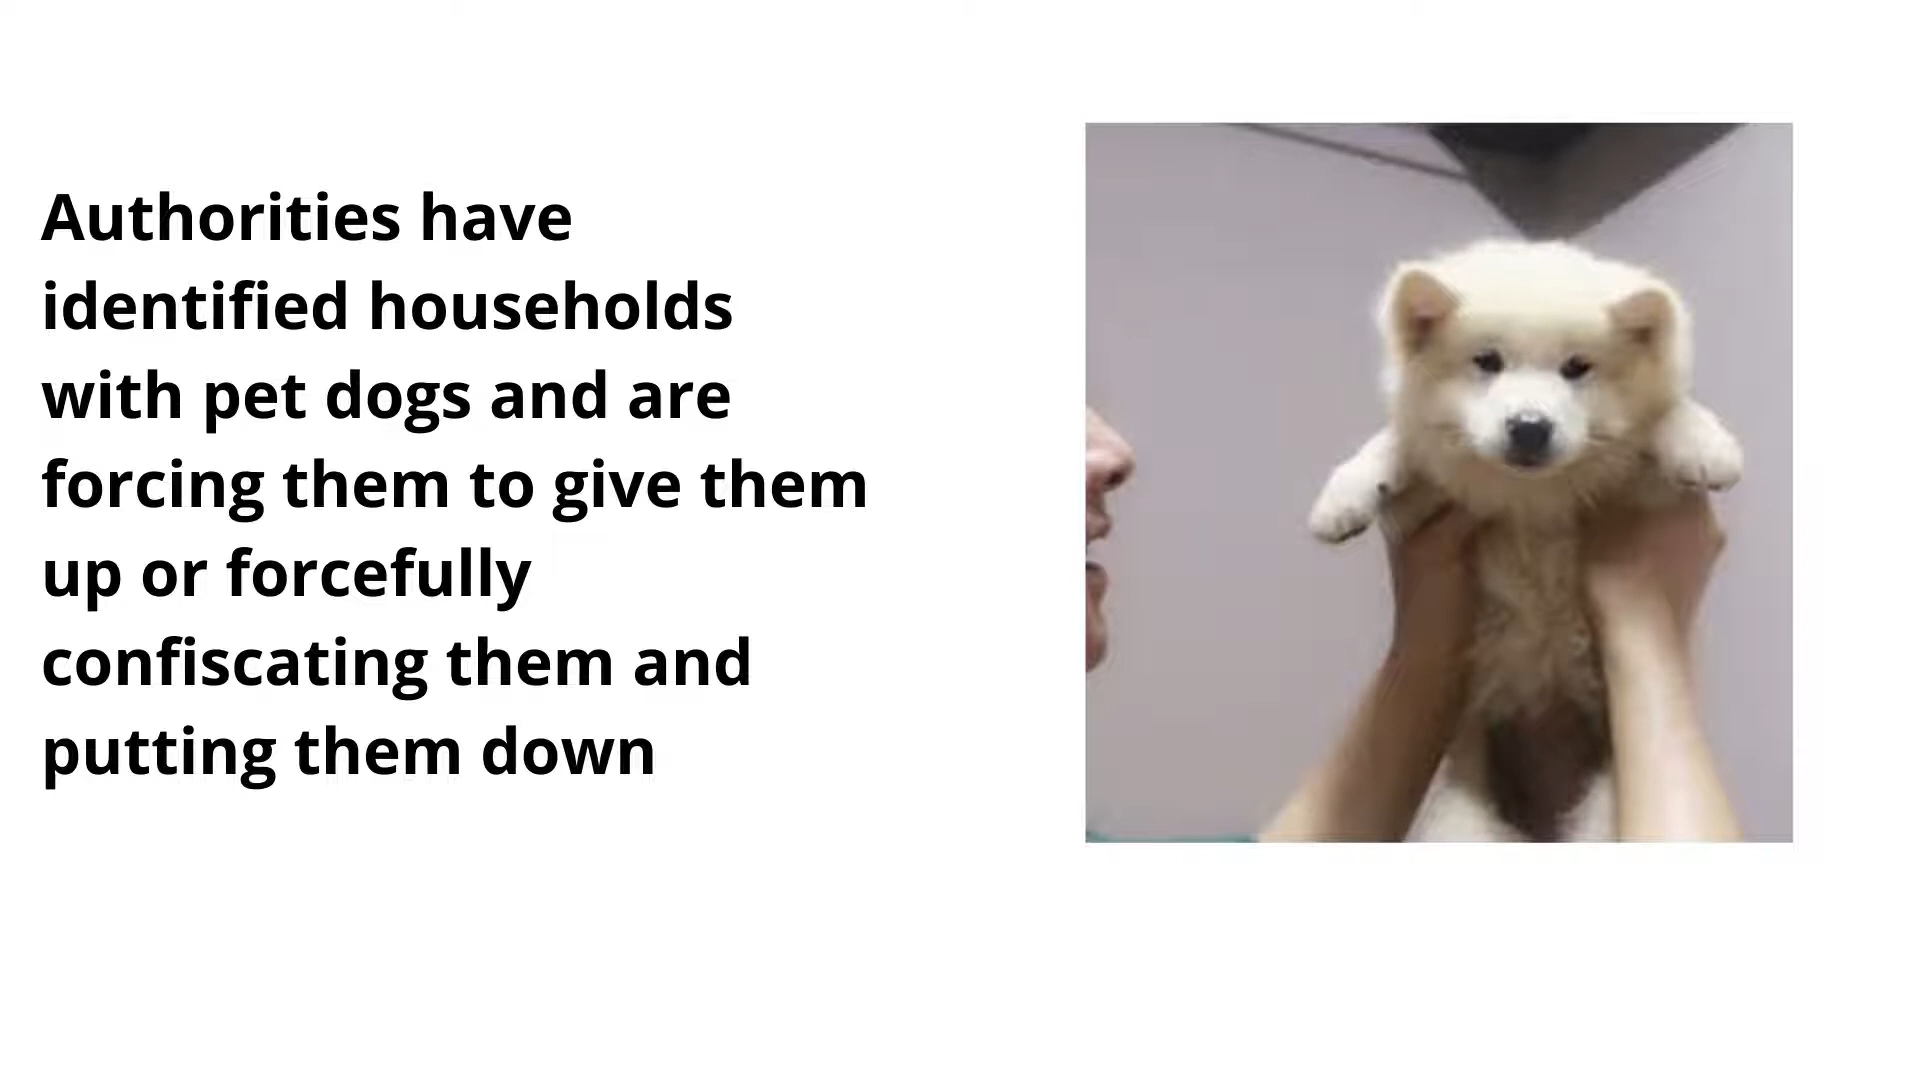 Authorities have
identified households
with pet dogs and are
forcing them to give them
up or forcefully
confiscating them and
putting them down